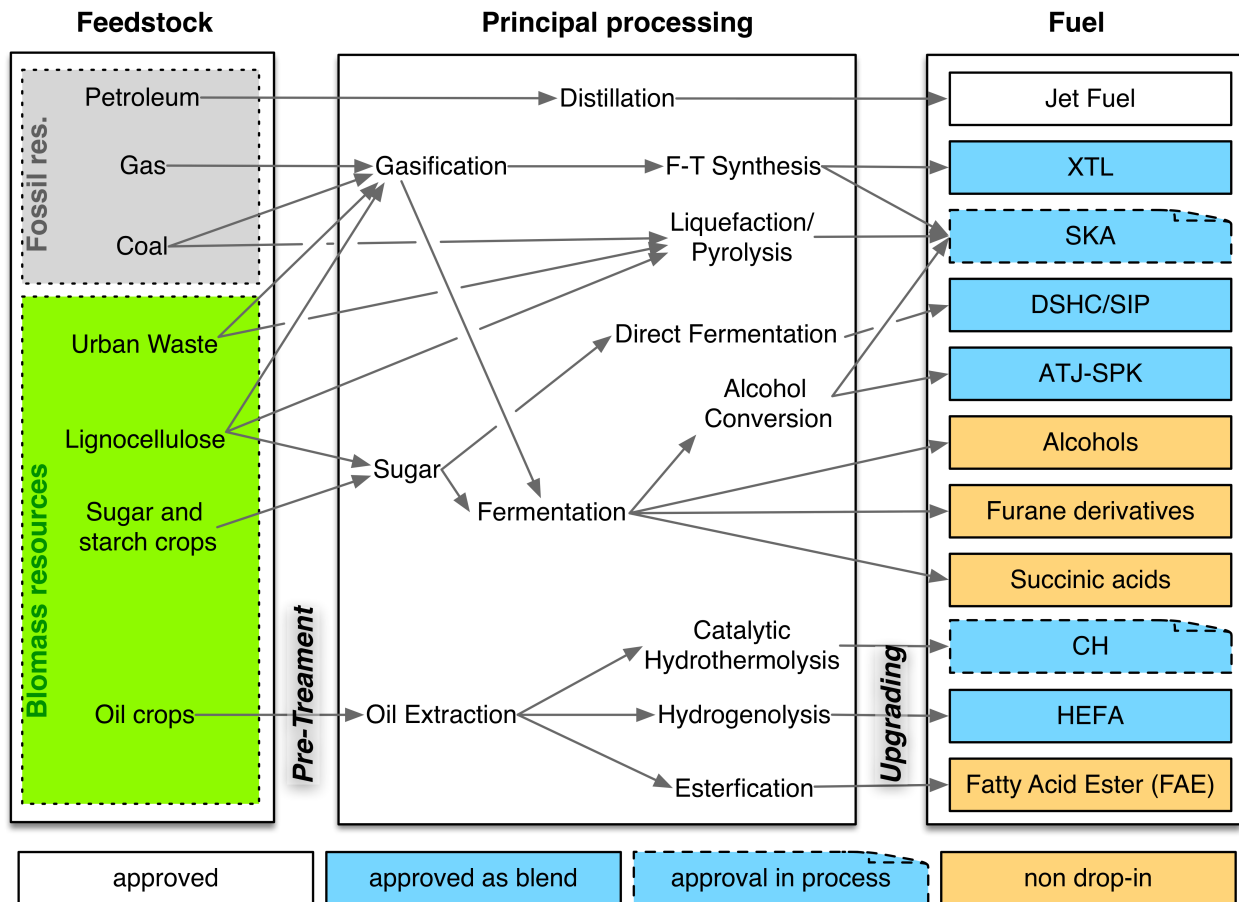 Feedstock
Principal processing
Fuel
Fossil res.
Petroleum
Gas
Coal
BIomass resources
Urban Waste
Lignocellulose
Sugar and
starch crops
Oil crops
Pre-Treament
Distillation
Gasification
F-T Synthesis
Liquefaction/
Pyrolysis
Direct Fermentation
Alcohol
Conversion
Sugar
Fermentation
Catalytic
Hydrothermolysis
Oil Extraction
Hydrogenolysis
Esterfication
Upgrading
Jet Fuel
XTL
SKA
DSHC/SIP
ATJ-SPK
Alcohols
Furane derivatives
Succinic acids
CH
HEFA
Fatty Acid Ester (FAE)
approved
approved as blend
approval in process
non drop-in